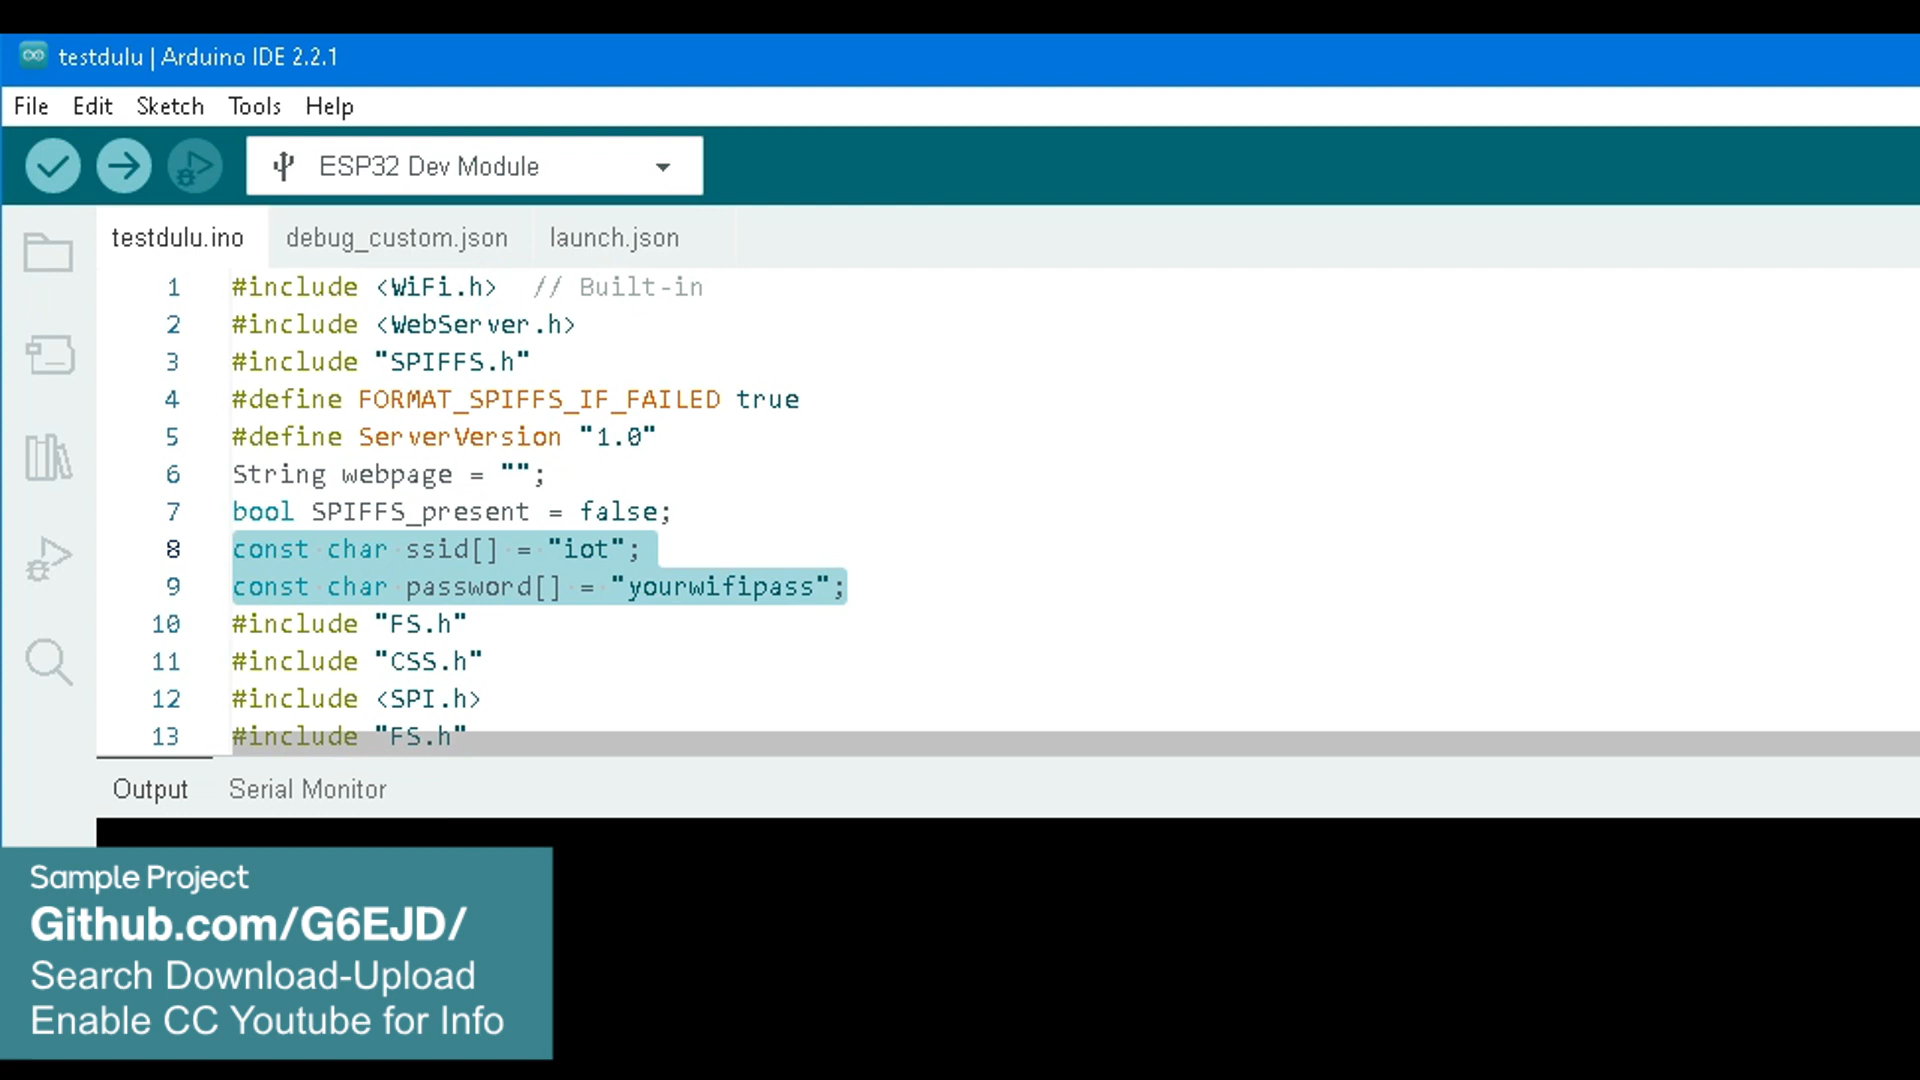 testdulu | Arduino IDE 2.2.1
File Edit Sketch Tools Help
ESP32 Dev Module
testdulu.ino debug_custom.json launch.json
1 #include <WiFi.h> // Built-in
2 #include <WebServer.h>
3 #include "SPIFFS.h"
4 #define FORMAT_SPIFFS_IF_FAILED true
5 #define ServerVersion "1.0"
6 String webpage = "";
7 bool SPIFFS_present = false;
8 const char ssid[] = "iot";
9 const char password[] = "yourwifipass";
10 #include "FS.h"
11 #include "CSS.h"
12 #include <SPI.h>
13 #include "FS.h"
Output Serial Monitor
Sample Project
Github.com/G6EJD/
Search Download-Upload
Enable CC Youtube for Info